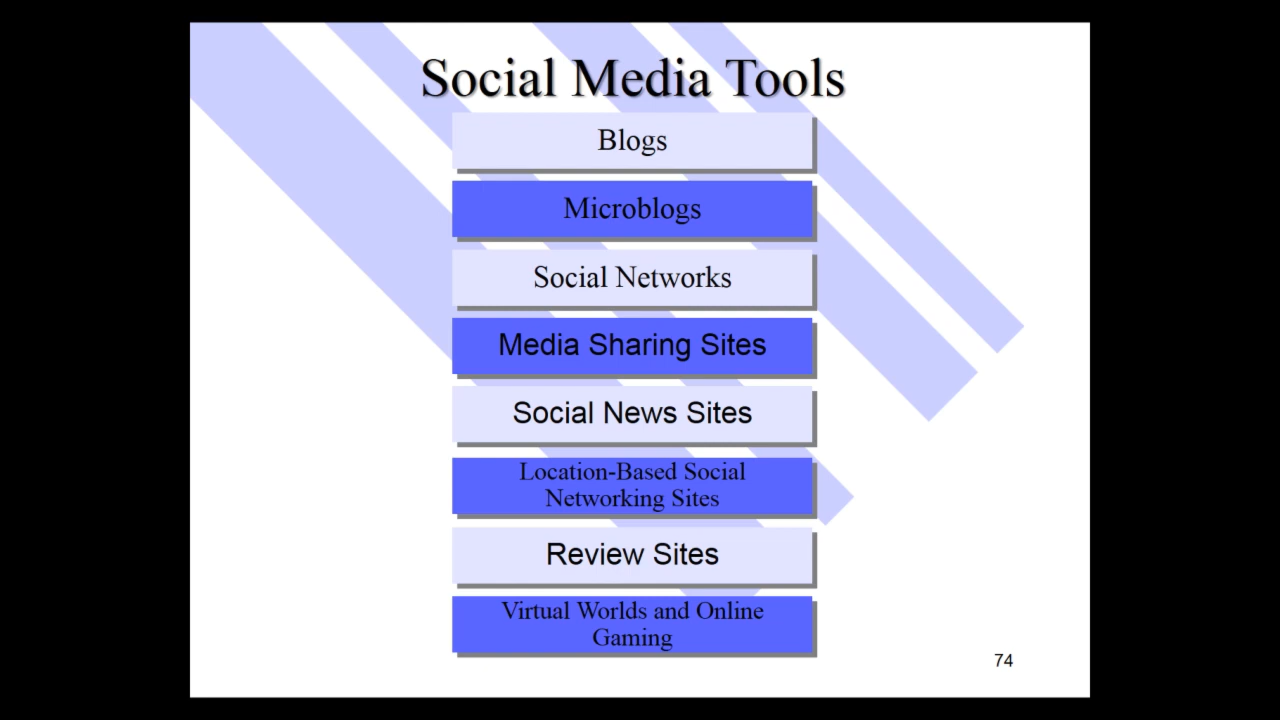 Social Media Tools
Blogs
Microblogs
Social Networks
Media Sharing Sites
Social News Sites
Location-Based Social
Networking Sites
Review Sites
Virtual Worlds and Online
Gaming
74